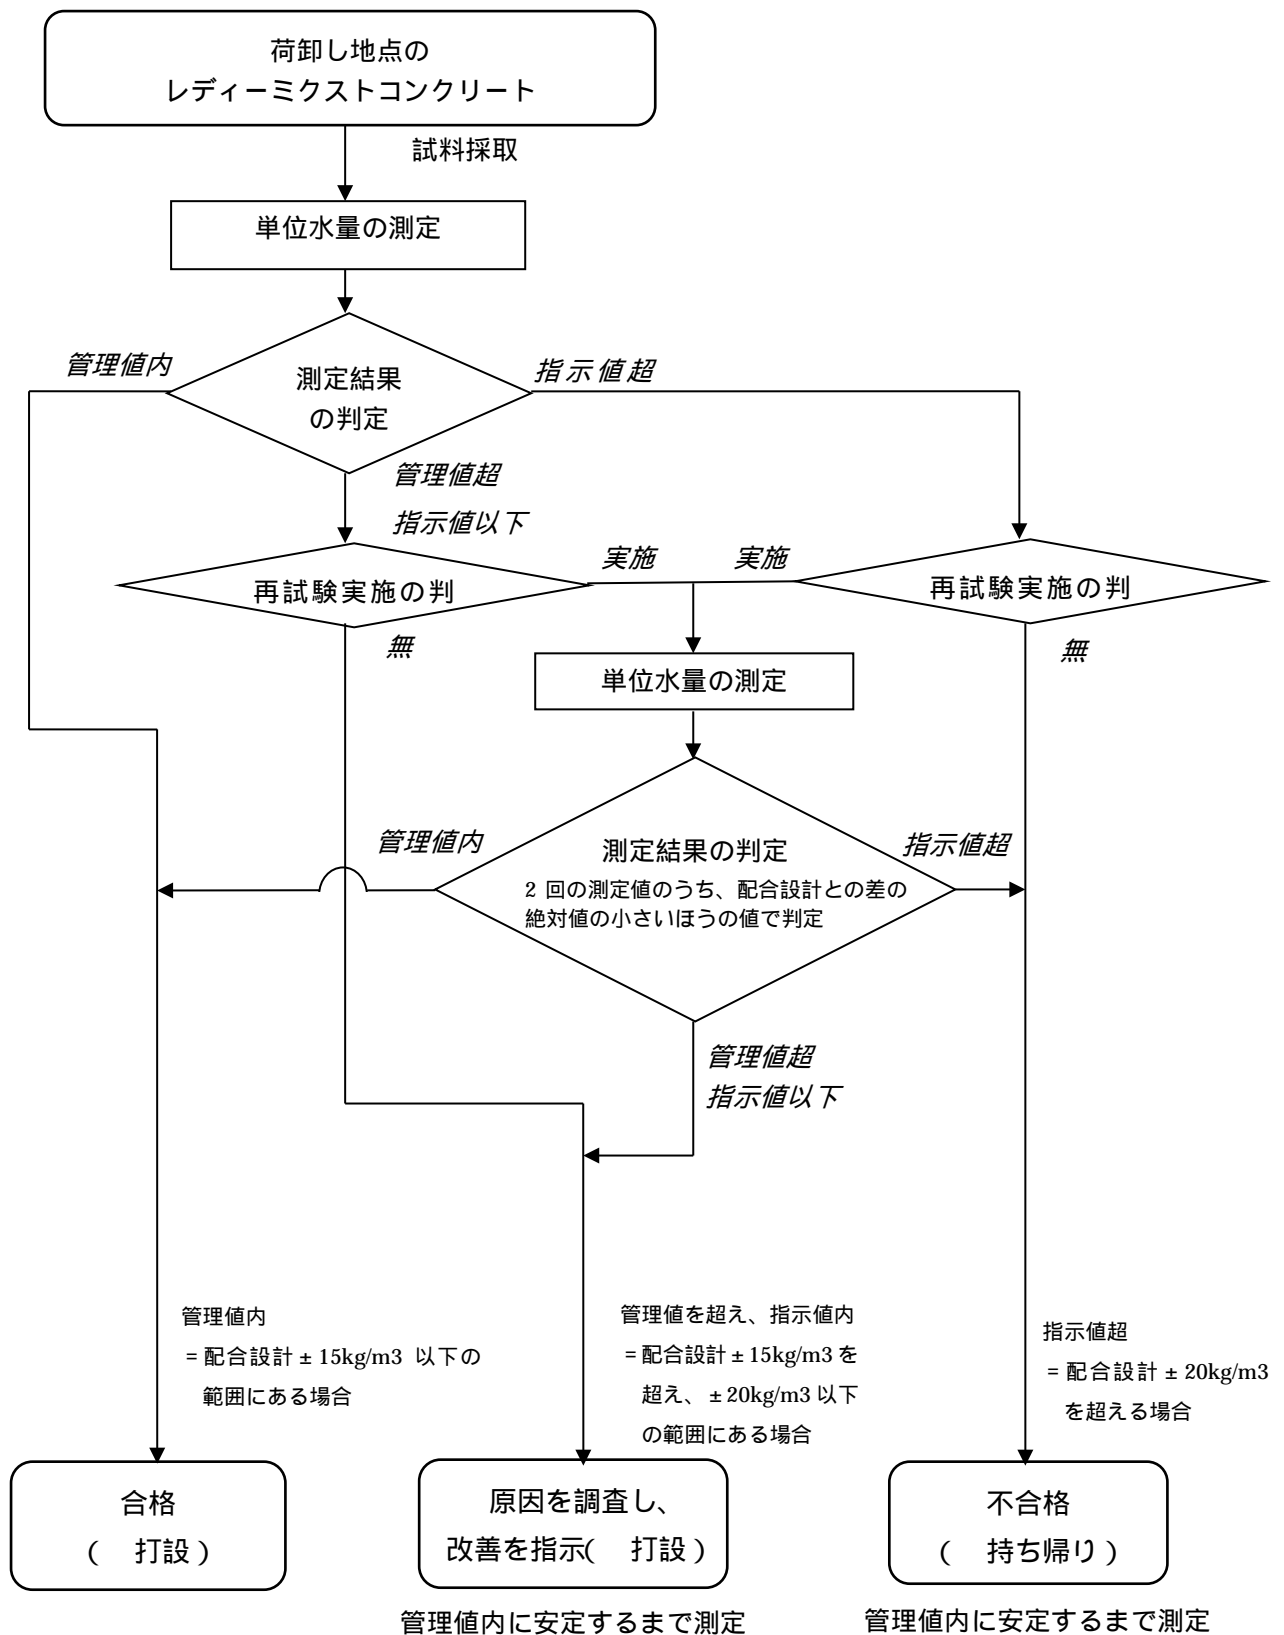 荷卸し地点の
レディーミクストコンクリート
試料採取
単位水量の測定
管理値内
測定結果
の判定
指示値超
管理値超
指示値以下
再試験実施の判
実施
実施
再試験実施の判
無
無
単位水量の測定
管理値内
測定結果の判定
2 回の測定値のうち、配合設計との差の
絶対値の小さいほうの値で判定
指示値超
管理値超
指示値以下
管理値内
=配合設計±15kg/m3 以下の
範囲にある場合
管理値を超え、指示値内
=配合設計±15kg/m3 を
超え、±20kg/m3 以下
の範囲にある場合
指示値超
=配合設計±20kg/m3
を超える場合
合格
(　打設)
原因を調査し、
改善を指示(　打設)
不合格
(　持ち帰り)
管理値内に安定するまで測定
管理値内に安定するまで測定